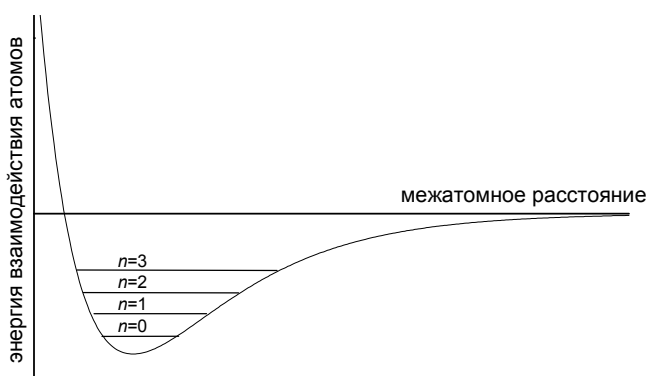 энергия взаимодействия атомов
межатомное расстояние
n=3
n=2
n=1
n=0